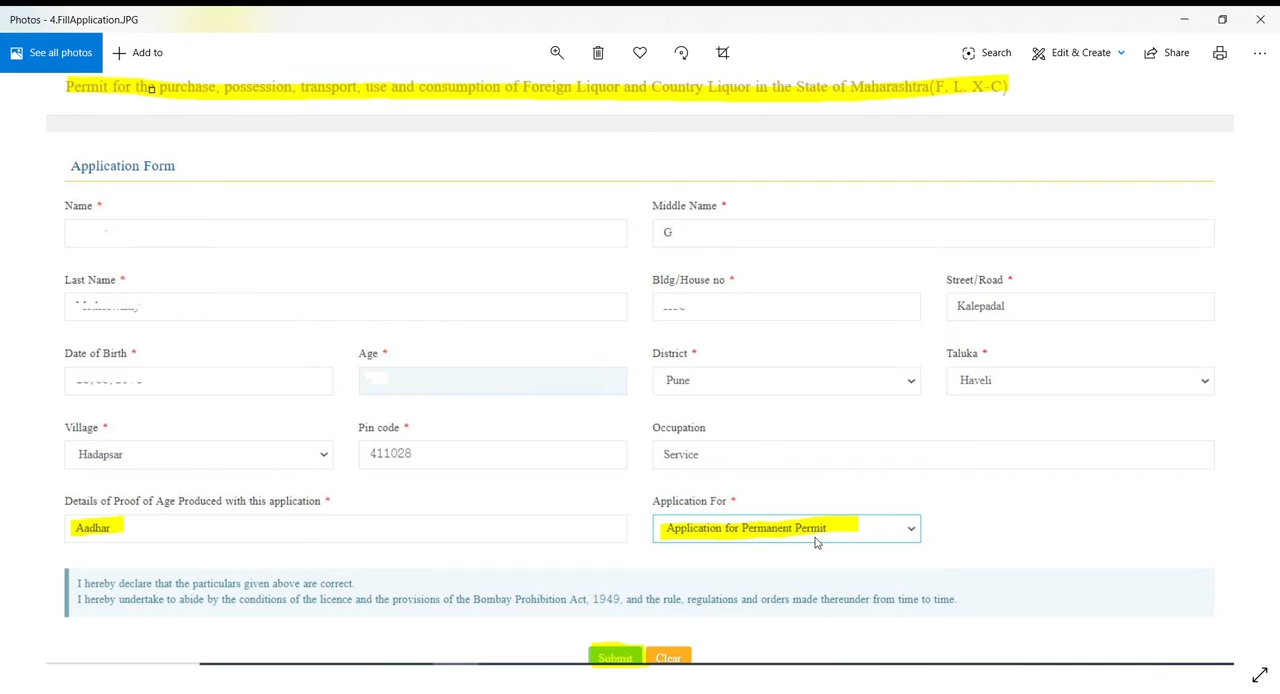 Photos - 4.FillApplication.JPG
See all photos
Add to
Search
Edit & Create
Share
Permit for the purchase, possession, transport, use and consumption of Foreign Liquor and Country Liquor in the State of Maharashtra(F. L. X-C)
Application Form
Name *
Middle Name *
G
Last Name *
Bldg/House no *
Street/Road *
Kalepadal
Date of Birth *
Age *
District *
Taluka *
Pune
Haveli
Village *
Pin code *
Occupation
Hadapsar
411028
Service
Details of Proof of Age Produced with this application *
Application For *
Aadhar
Application for Permanent Permit
I hereby declare that the particulars given above are correct.
I hereby undertake to abide by the conditions of the licence and the provisions of the Bombay Prohibition Act, 1949, and the rule, regulations and orders made thereunder from time to time.
Submit
Clear